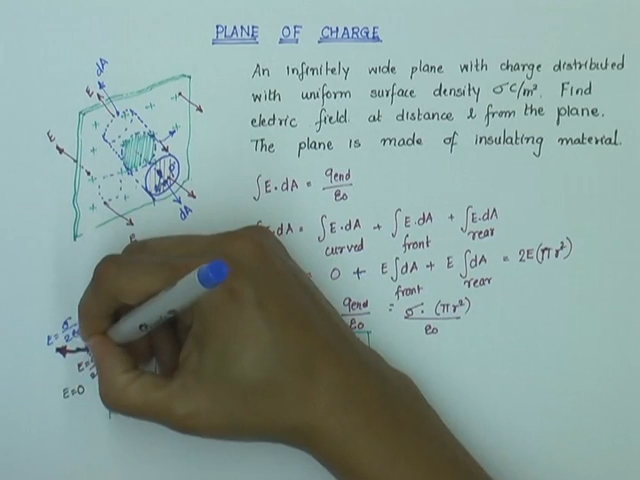 PLANE OF CHARGE
An infinitely wide plane with charge distributed
with uniform surface density σ C/m². Find
electric field at distance r from the plane.
The plane is made of insulating material.
dA
E
E
dA
∫E.dA = qend/ε0
E.dA = ∫E.dA + ∫E.dA + ∫E.dA
curved front rear
0 + E∫dA + E∫dA = 2E(πr²)
front rear
qend/ε0 = σ.(πr²)/ε0
E=0